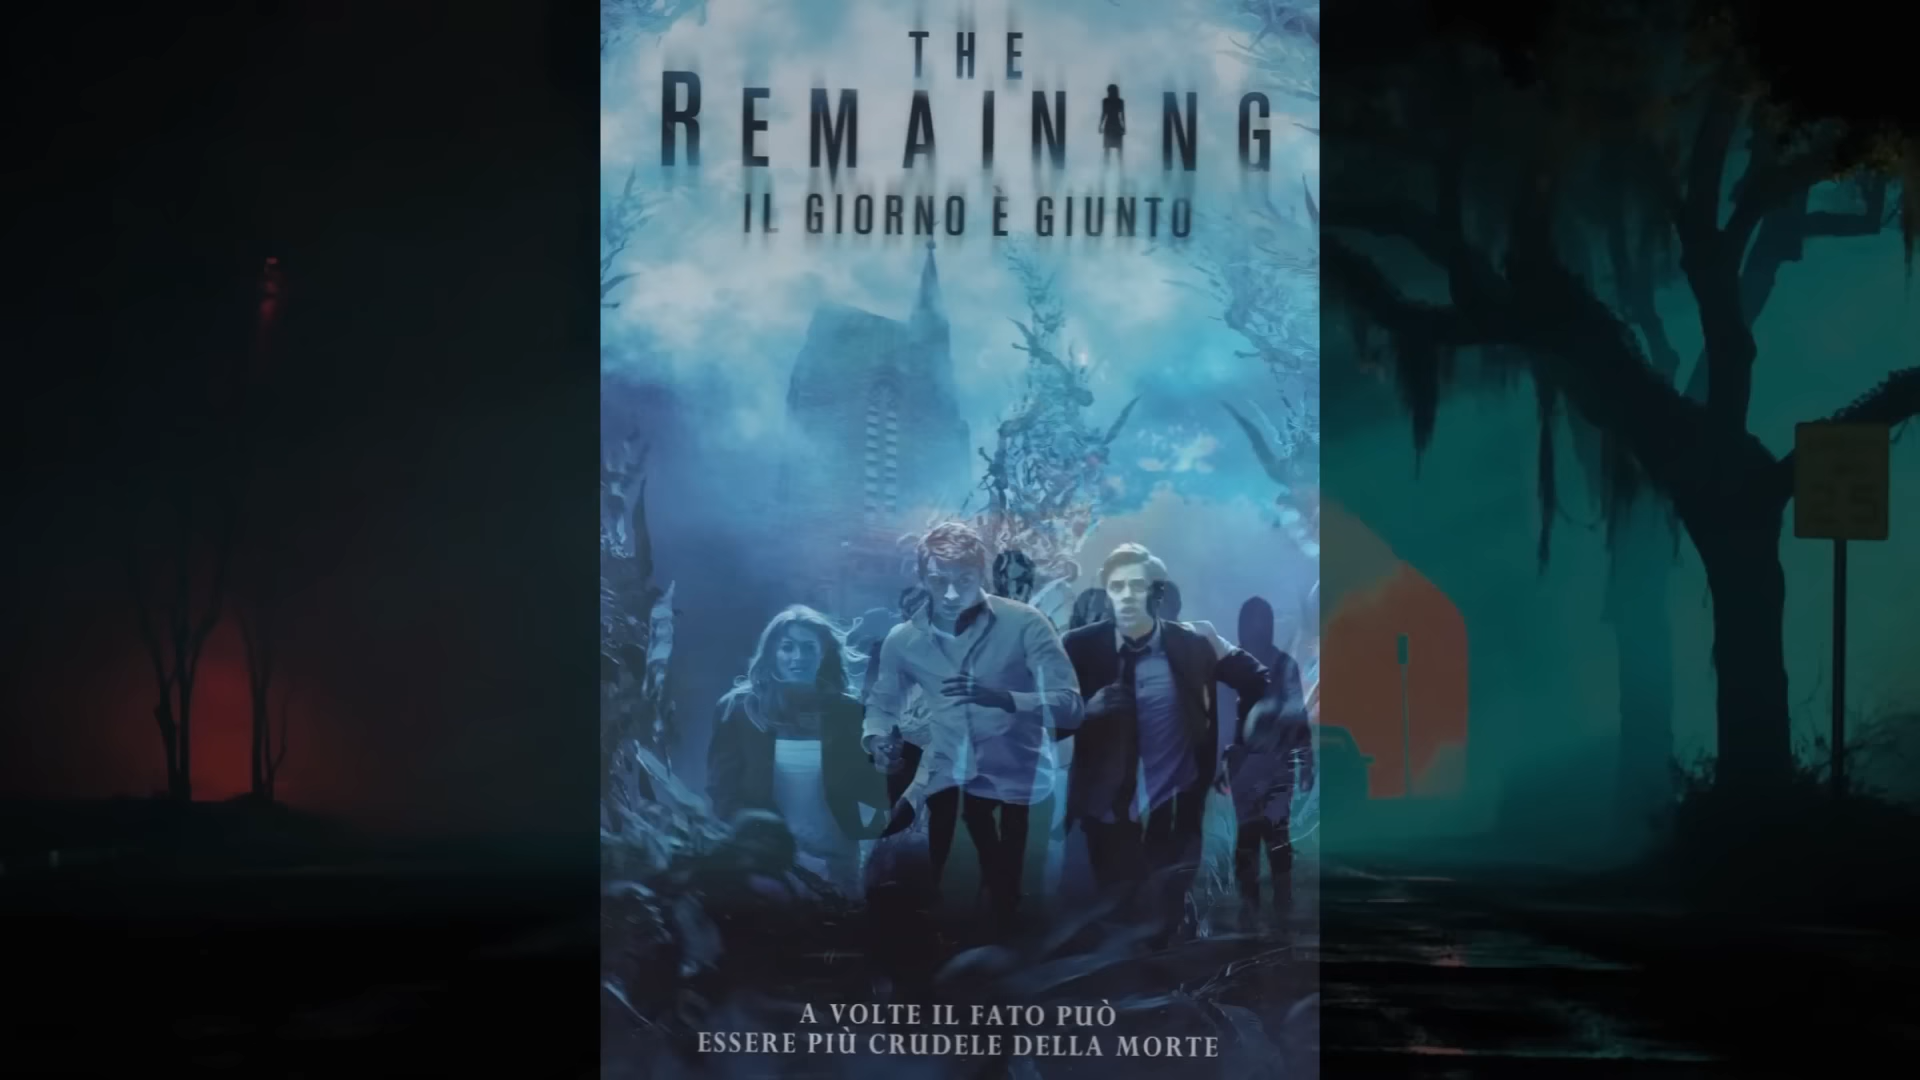 THE
REMAINING
IL GIORNO È GIUNTO
A VOLTE IL FATO PUÒ
ESSERE PIÙ CRUDELE DELLA MORTE